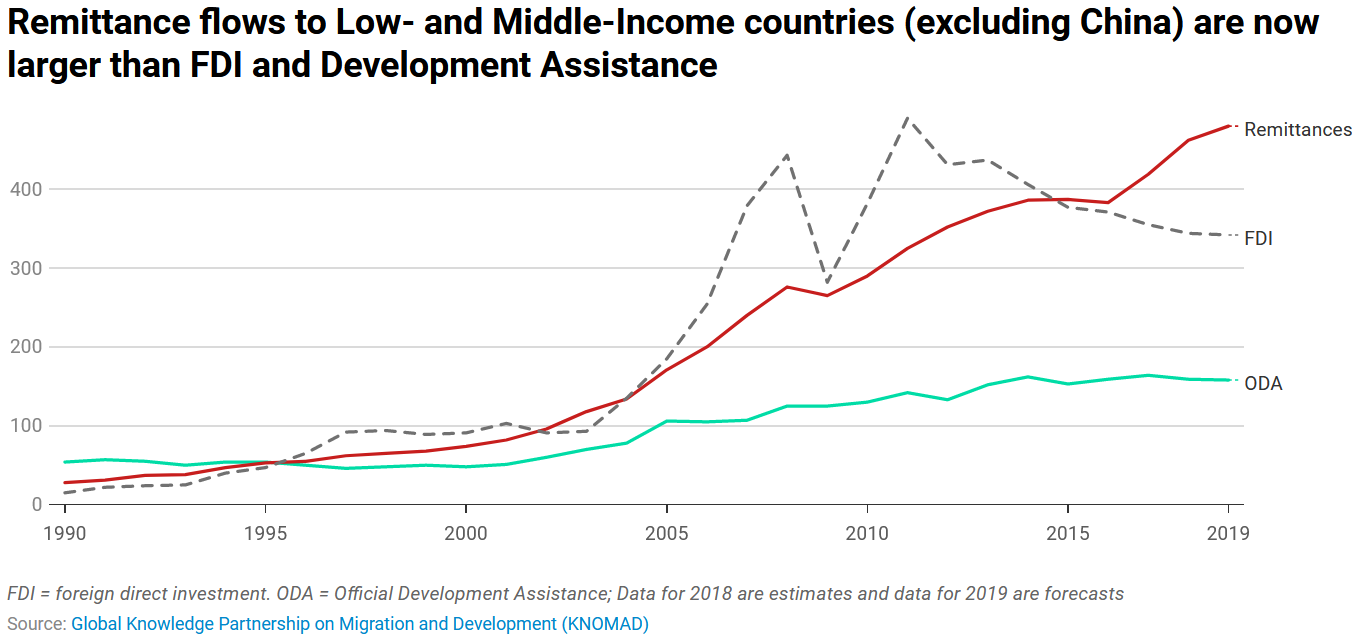 Remittance flows to Low- and Middle-Income countries (excluding China) are now
larger than FDI and Development Assistance
Remittances
400
FDI
300
200
ODA
100
0
1990 1995 2000 2005 2010 2015 2019
FDI = foreign direct investment. ODA = Official Development Assistance; Data for 2018 are estimates and data for 2019 are forecasts
Source: Global Knowledge Partnership on Migration and Development (KNOMAD)